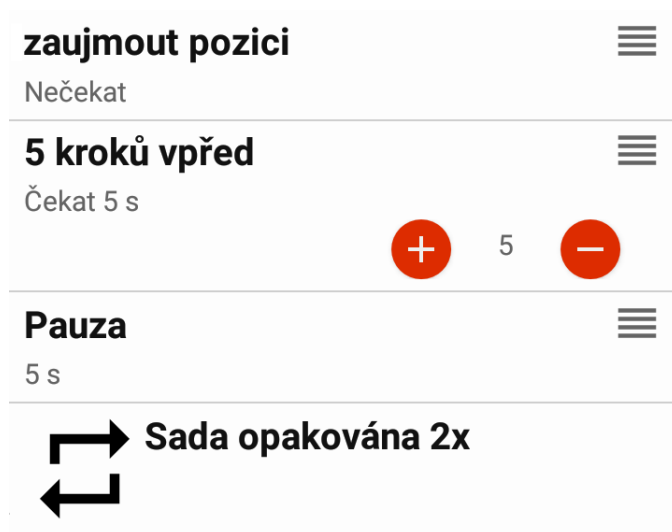 zaujmout pozici
Nečekat
5 kroků vpřed
Čekat 5 s
+ 5 −
Pauza
5 s
Sada opakována 2x